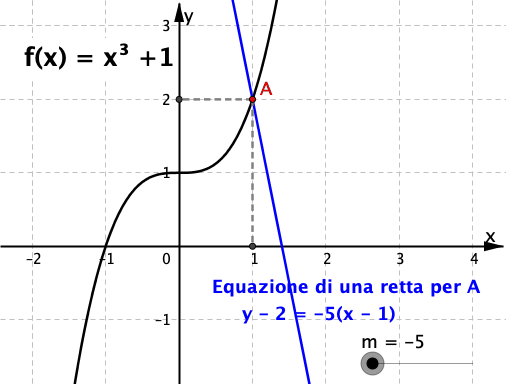 y
3
f(x) = x³ +1
2
A
1
x
-2
-1
0
1
2
3
4
Equazione di una retta per A
y − 2 = −5(x − 1)
-1
m = −5